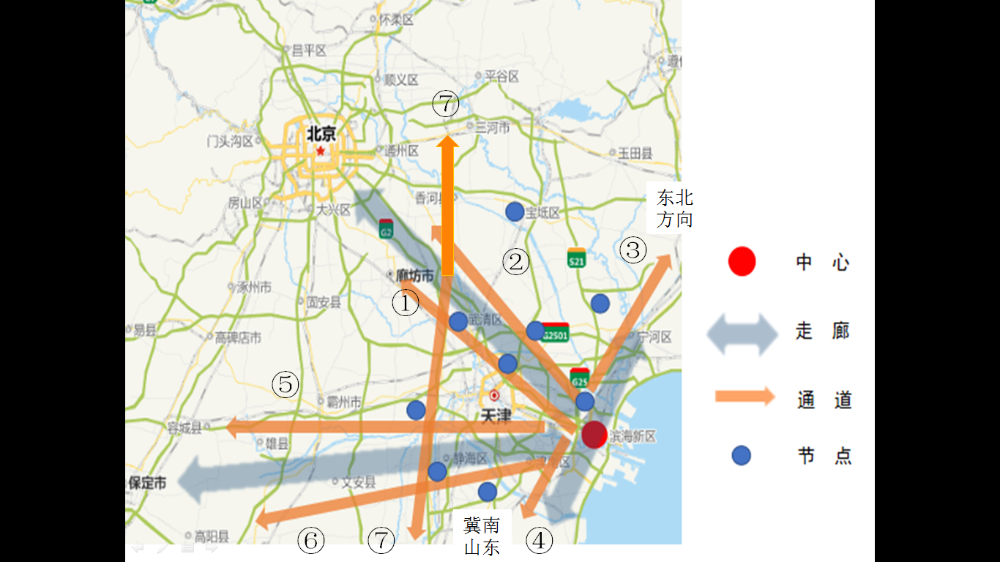 怀柔区
昌平区
顺义区
平谷区
⑦
三河市
门头沟区
北京
通州区
玉田县
房山区
大兴区
香河县
宝坻区
东北
方向
G2
②
S21
③
廊坊市
涿州市
固安县
①
中 心
易县
高碑店市
武清区
G2501
宁河区
走 廊
⑤
G25
霸州市
天津
通 道
容城县
雄县
滨海新区
静海区
津南区
节 点
保定市
文安县
高阳县
⑥
⑦
冀南
山东
④